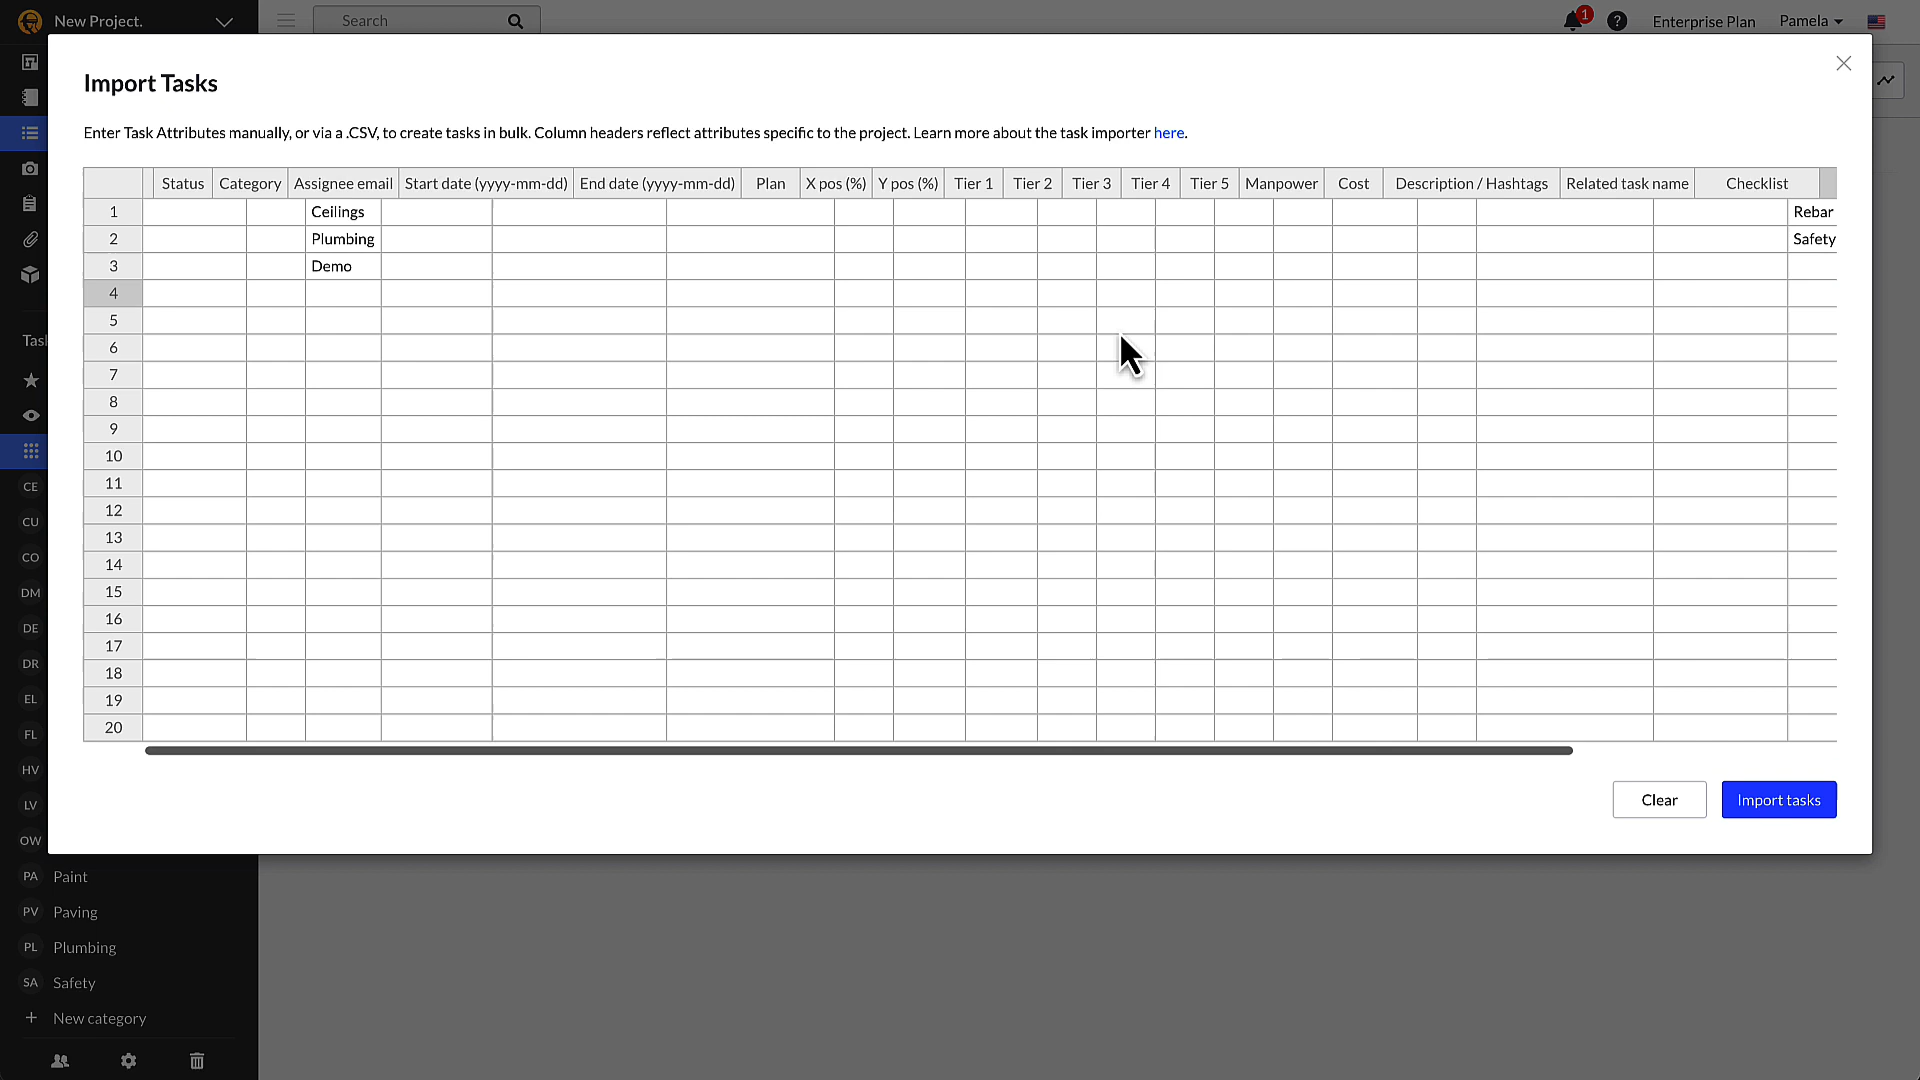 New Project.
Search
1
?
Enterprise Plan
Pamela
Import Tasks
Enter Task Attributes manually, or via a .CSV, to create tasks in bulk. Column headers reflect attributes specific to the project. Learn more about the task importer here.
Status Category Assignee email Start date (yyyy-mm-dd) End date (yyyy-mm-dd) Plan X pos (%) Y pos (%) Tier 1 Tier 2 Tier 3 Tier 4 Tier 5 Manpower Cost Description / Hashtags Related task name Checklist
1 Ceilings Rebar
2 Plumbing Safety
3 Demo
4
5
6
7
8
9
10
11
12
13
14
15
16
17
18
19
20
Clear
Import tasks
Task
CE
CU
CO
DM
DE
DR
EL
FL
HV
LV
OW
PA Paint
PV Paving
PL Plumbing
SA Safety
+ New category